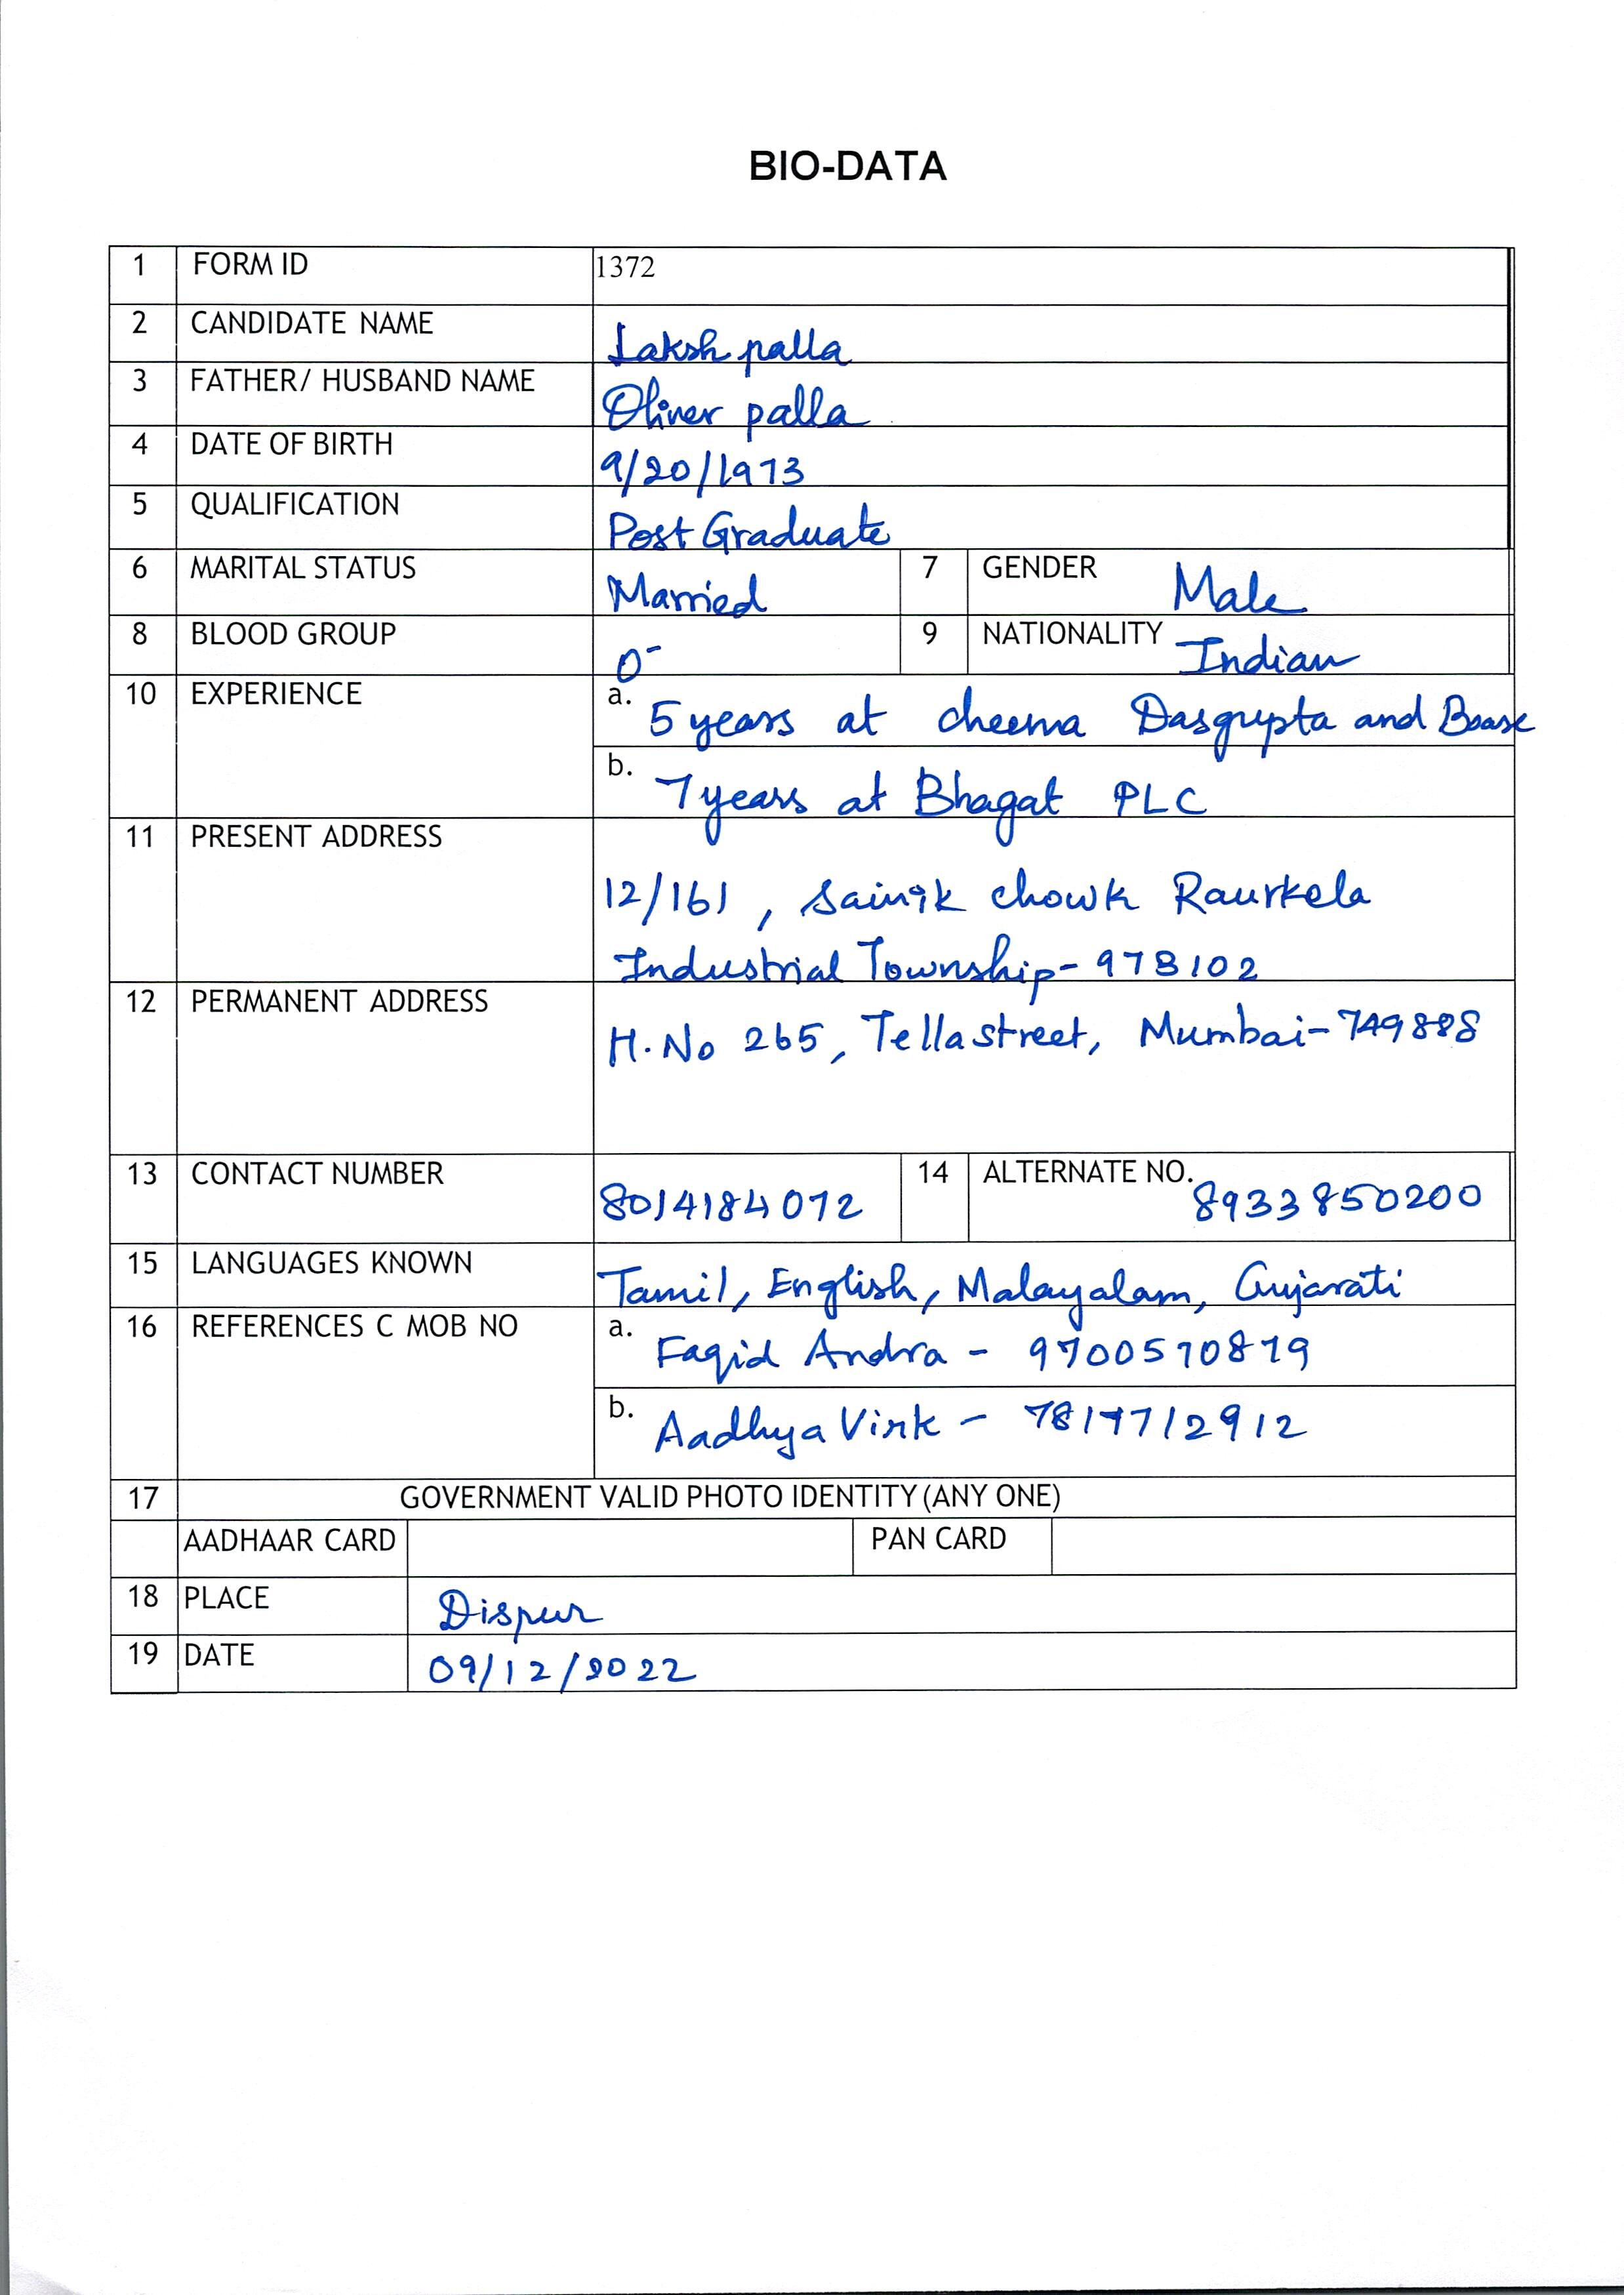 BIO-DATA
1 FORM ID 1372
2 CANDIDATE NAME Laksh palla
3 FATHER/ HUSBAND NAME Oliver palla
4 DATE OF BIRTH 9/20/1973
5 QUALIFICATION Post Graduate
6 MARITAL STATUS Married 7 GENDER Male
8 BLOOD GROUP O- 9 NATIONALITY Indian
10 EXPERIENCE a. 5 years at cheema Dasgupta and
b. 7 years at Bhagat PLC
11 PRESENT ADDRESS
12/161, Sainik chowk Raurkela
Industrial Township- 978102
12 PERMANENT ADDRESS
H.No 265, Tella street, Mumbai- 749888
13 CONTACT NUMBER 8014184072 14 ALTERNATE NO. 8933850200
15 LANGUAGES KNOWN Tamil, English, Malayalam, Gujarati
16 REFERENCES C MOB NO a. Faqid Andra - 9700570879
b. Aadhya Virk - 7817712912
17 GOVERNMENT VALID PHOTO IDENTITY (ANY ONE)
AADHAAR CARD PAN CARD
18 PLACE Dispur
19 DATE 09/12/2022